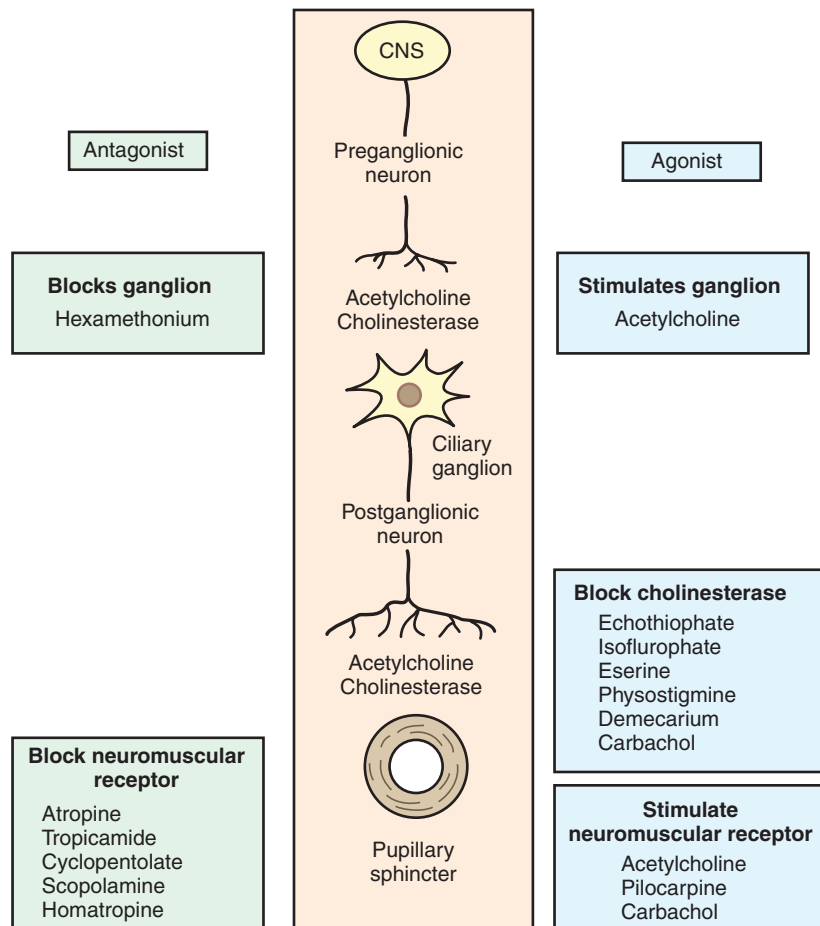 CNS
Antagonist
Preganglionic
neuron
Agonist
Blocks ganglion
Hexamethonium
Acetylcholine
Cholinesterase
Stimulates ganglion
Acetylcholine
Ciliary
ganglion
Postganglionic
neuron
Acetylcholine
Cholinesterase
Block cholinesterase
Echothiophate
Isoflurophate
Eserine
Physostigmine
Demecarium
Carbachol
Block neuromuscular
receptor
Atropine
Tropicamide
Cyclopentolate
Scopolamine
Homatropine
Pupillary
sphincter
Stimulate
neuromuscular receptor
Acetylcholine
Pilocarpine
Carbachol